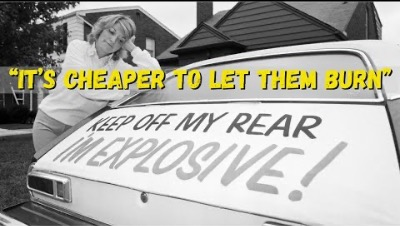 “IT’S CHEAPER TO LET THEM BURN”
KEEP OFF MY REAR
I'M EXPLOSIVE!